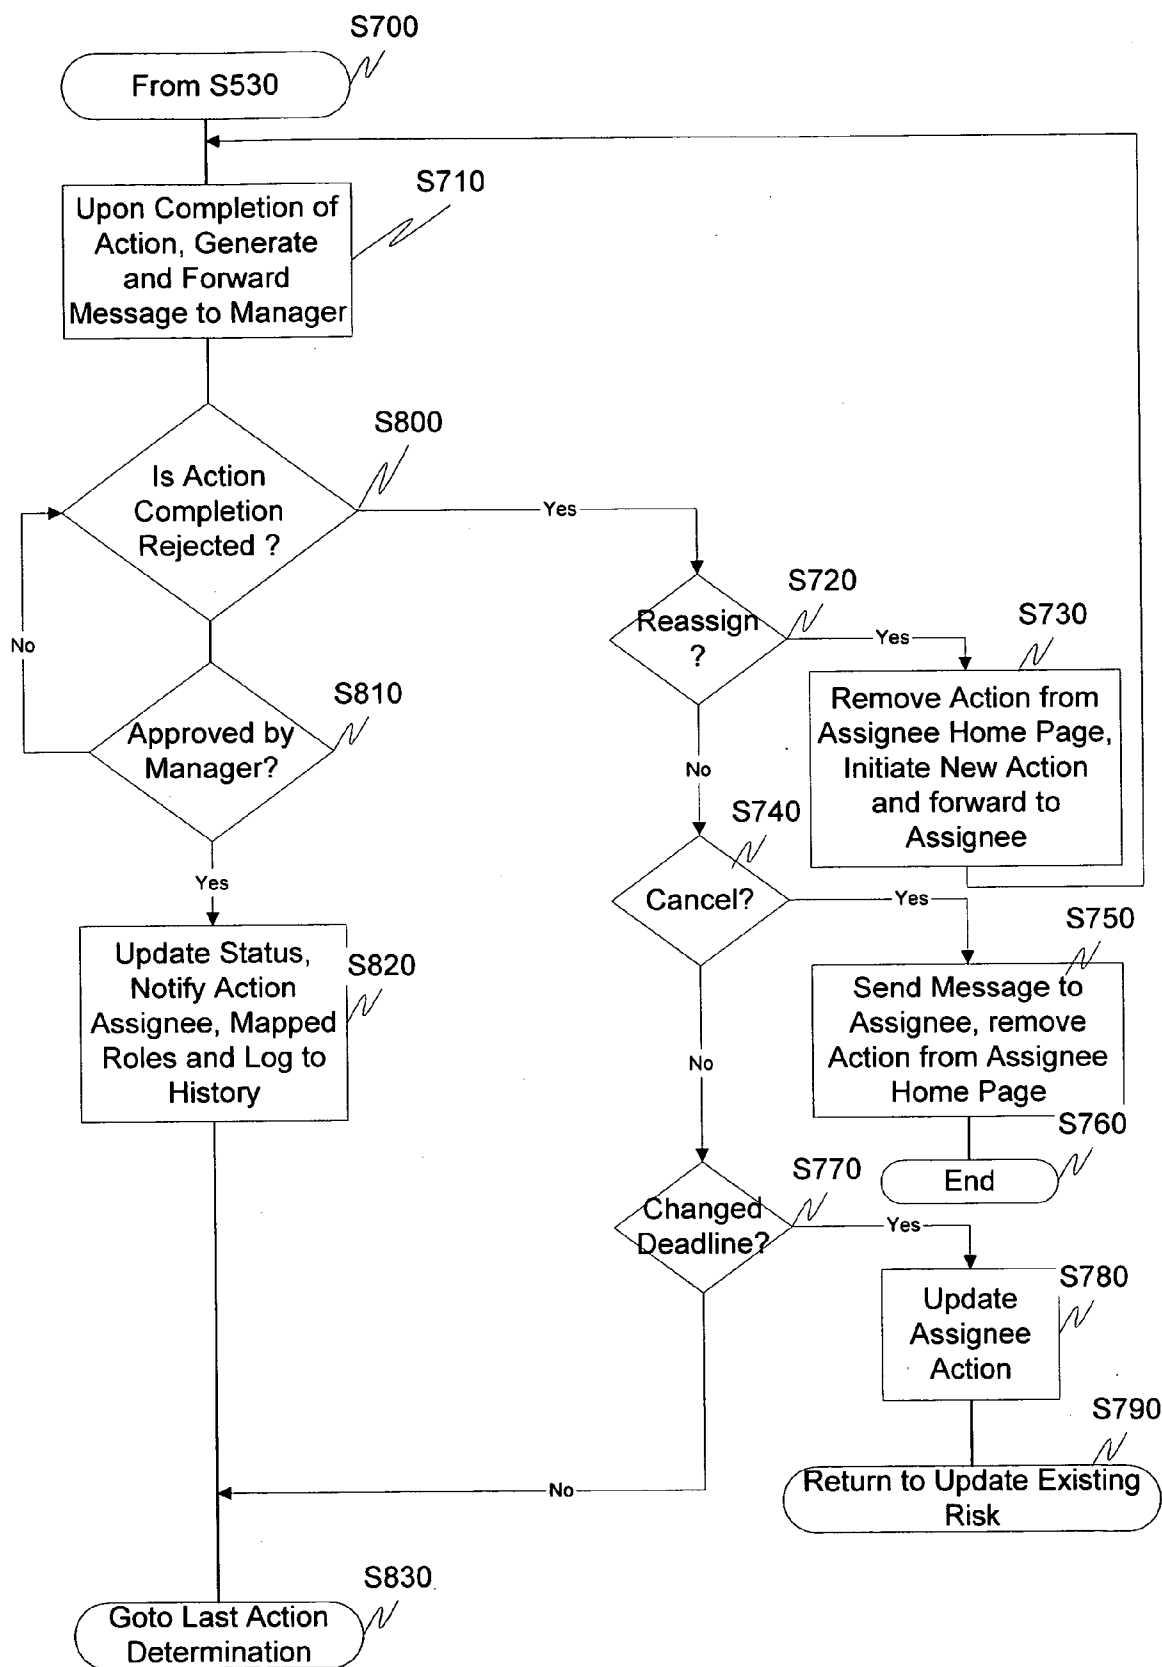 S700
From S530
S710
Upon Completion of
Action, Generate
and Forward
Message to Manager
S800
Is Action
Completion
Rejected ?
Yes
S720
Reassign
?
Yes
S730
Remove Action from
Assignee Home Page,
Initiate New Action
and forward to
Assignee
No
No
S810
Approved by
Manager?
Yes
S740
Cancel?
Yes
S750
Send Message to
Assignee, remove
Action from Assignee
Home Page
S760
End
S820
Update Status,
Notify Action
Assignee, Mapped
Roles and Log to
History
No
S770
Changed
Deadline?
Yes
S780
Update
Assignee
Action
S790
Return to Update Existing
Risk
No
S830
Goto Last Action
Determination